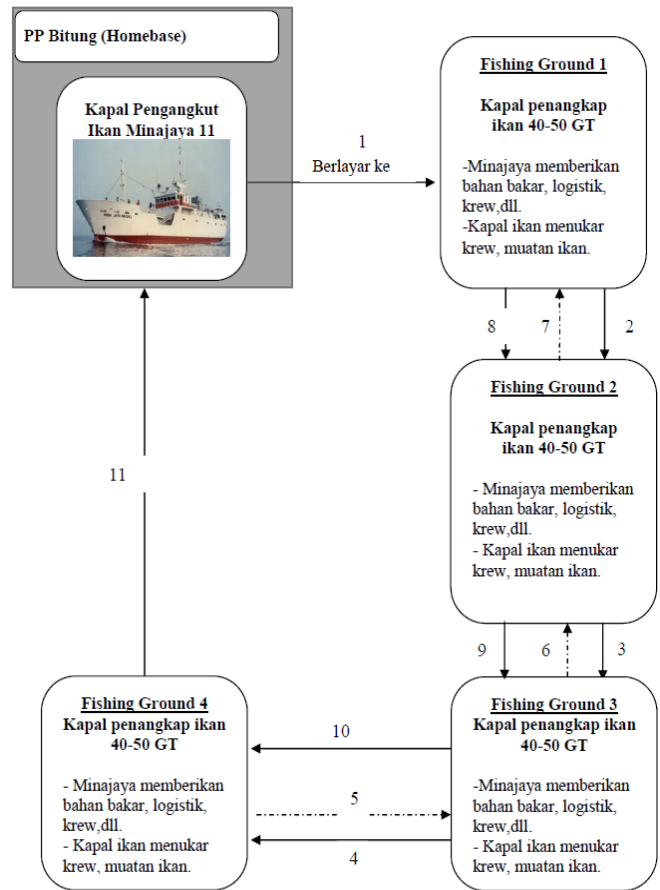 PP Bitung (Homebase)
Kapal Pengangkut
Ikan Minajaya 11
1
Berlayar ke
Fishing Ground 1
Kapal penangkap
ikan 40-50 GT
-Minajaya memberikan
bahan bakar, logistik,
krew,dll.
-Kapal ikan menukar
krew, muatan ikan.
8
7
2
Fishing Ground 2
Kapal penangkap
ikan 40-50 GT
- Minajaya memberikan
bahan bakar, logistik,
krew,dll.
- Kapal ikan menukar
krew, muatan ikan.
11
9
6
3
Fishing Ground 4
Kapal penangkap ikan
40-50 GT
- Minajaya memberikan
bahan bakar, logistik,
krew,dll.
- Kapal ikan menukar
krew, muatan ikan.
10
5
4
Fishing Ground 3
Kapal penangkap ikan
40-50 GT
-Minajaya memberikan
bahan bakar, logistik,
krew,dll.
- Kapal ikan menukar
krew, muatan ikan.